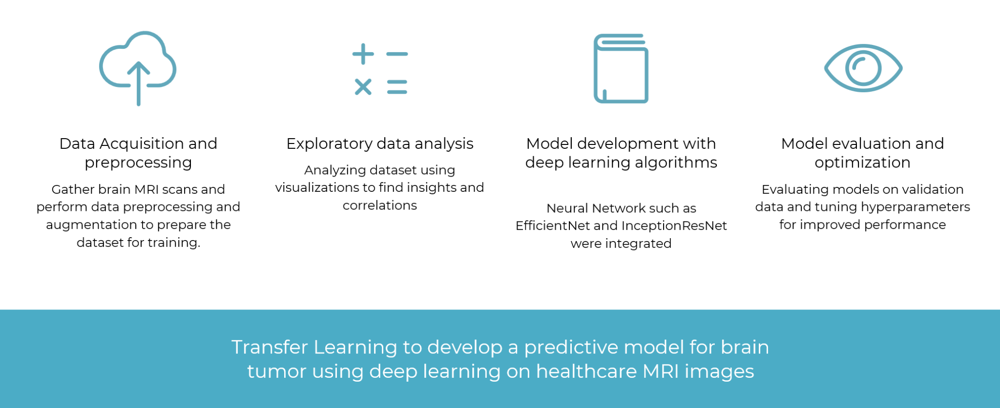 Data Acquisition and
preprocessing
Gather brain MRI scans and
perform data preprocessing and
augmentation to prepare the
dataset for training.
Exploratory data analysis
Analyzing dataset using
visualizations to find insights and
correlations
Model development with
deep learning algorithms
Neural Network such as
EfficientNet and InceptionResNet
were integrated
Model evaluation and
optimization
Evaluating models on validation
data and tuning hyperparameters
for improved performance
Transfer Learning to develop a predictive model for brain
tumor using deep learning on healthcare MRI images